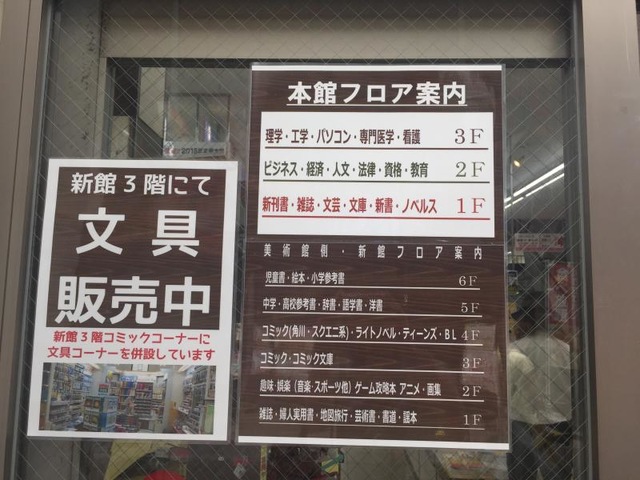 新館3階にて
文具
販売中
新館3階コミックコーナーに
文具コーナーを併設しています
本館フロア案内
理学・工学・パソコン・専門医学・看護 3F
ビジネス・経済・人文・法律・資格・教育 2F
新刊書・雑誌・文芸・文庫・新書・ノベルス 1F
美術館側・新館フロア案内
児童書・絵本・小学参考書 6F
中学・高校参考書・辞書・語学書・洋書 5F
コミック(角川・スクエニ系)・ライトノベル・ティーンズ・BL 4F
コミック・コミック文庫 3F
趣味・娯楽（音楽・スポーツ他）ゲーム攻略本 アニメ・画集 2F
雑誌・婦人実用書・地図旅行・芸術書・書道・謡本 1F